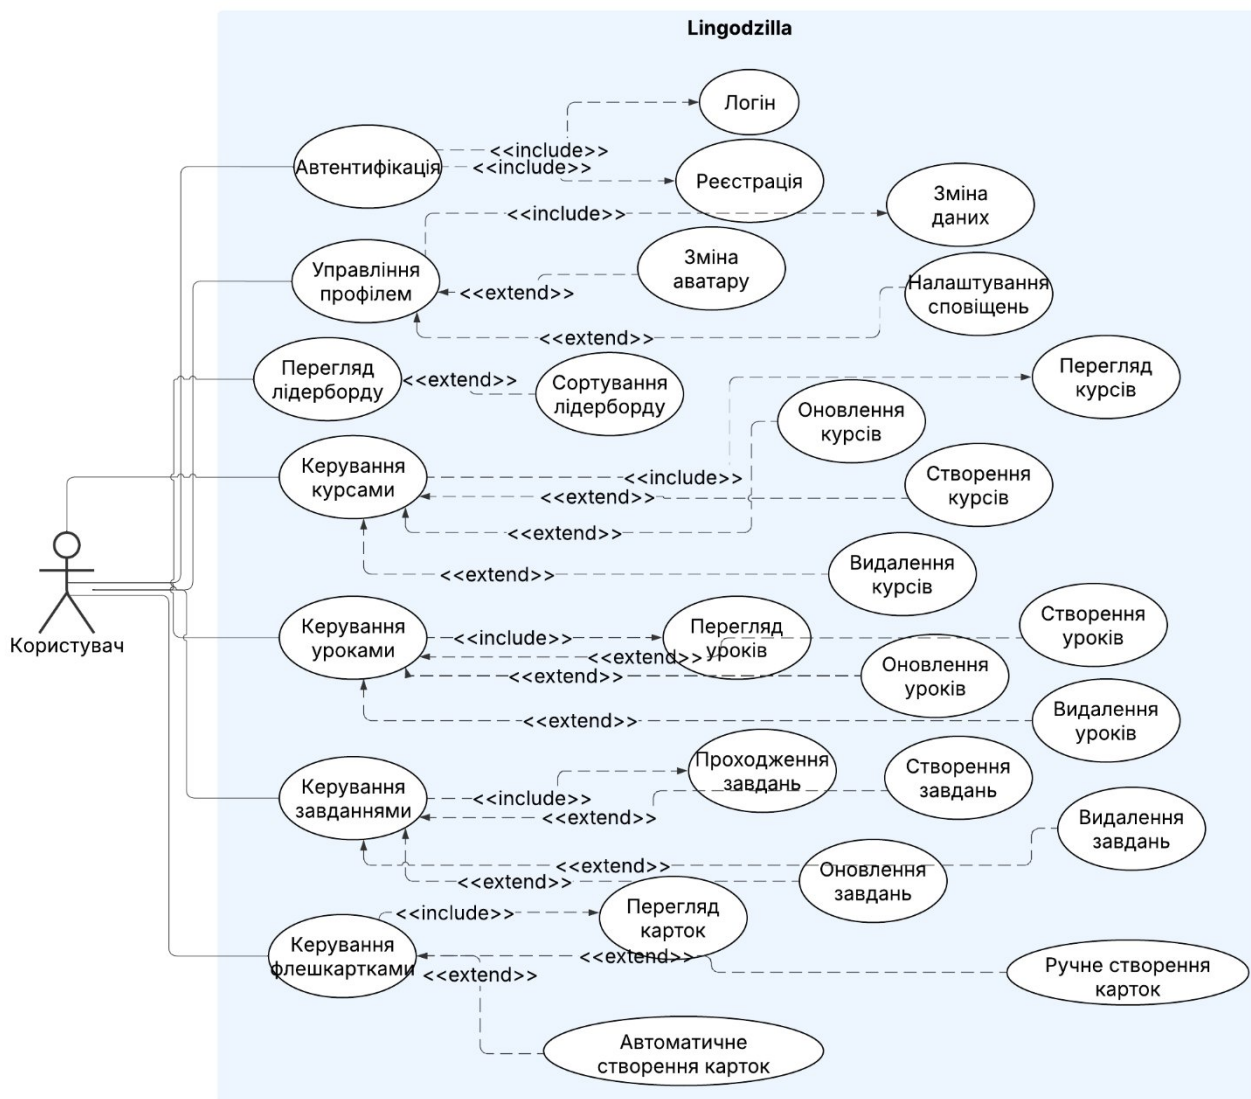 Lingodzilla
Логін
<<include>>
Автентифікація
<<include>>
Реєстрація
Зміна
даних
<<include>>
Управління
профілем
Зміна
аватару
<<extend>>
Налаштування
сповіщень
<<extend>>
Перегляд
лідерборду
<<extend>>
Сортування
лідерборду
Перегляд
курсів
Оновлення
курсів
Керування
курсами
<<include>>
<<extend>>
Створення
курсів
<<extend>>
<<extend>>
Видалення
курсів
Користувач
Керування
уроками
<<include>>
Перегляд
уроків
<<extend>>
Створення
уроків
<<extend>>
Оновлення
уроків
<<extend>>
Видалення
уроків
Керування
завданнями
<<include>>
Проходження
завдань
<<extend>>
Створення
завдань
Видалення
завдань
<<extend>>
<<extend>>
Оновлення
завдань
<<include>>
Перегляд
карток
Керування
флешкартками
<<extend>>
<<extend>>
Ручне створення
карток
Автоматичне
створення карток